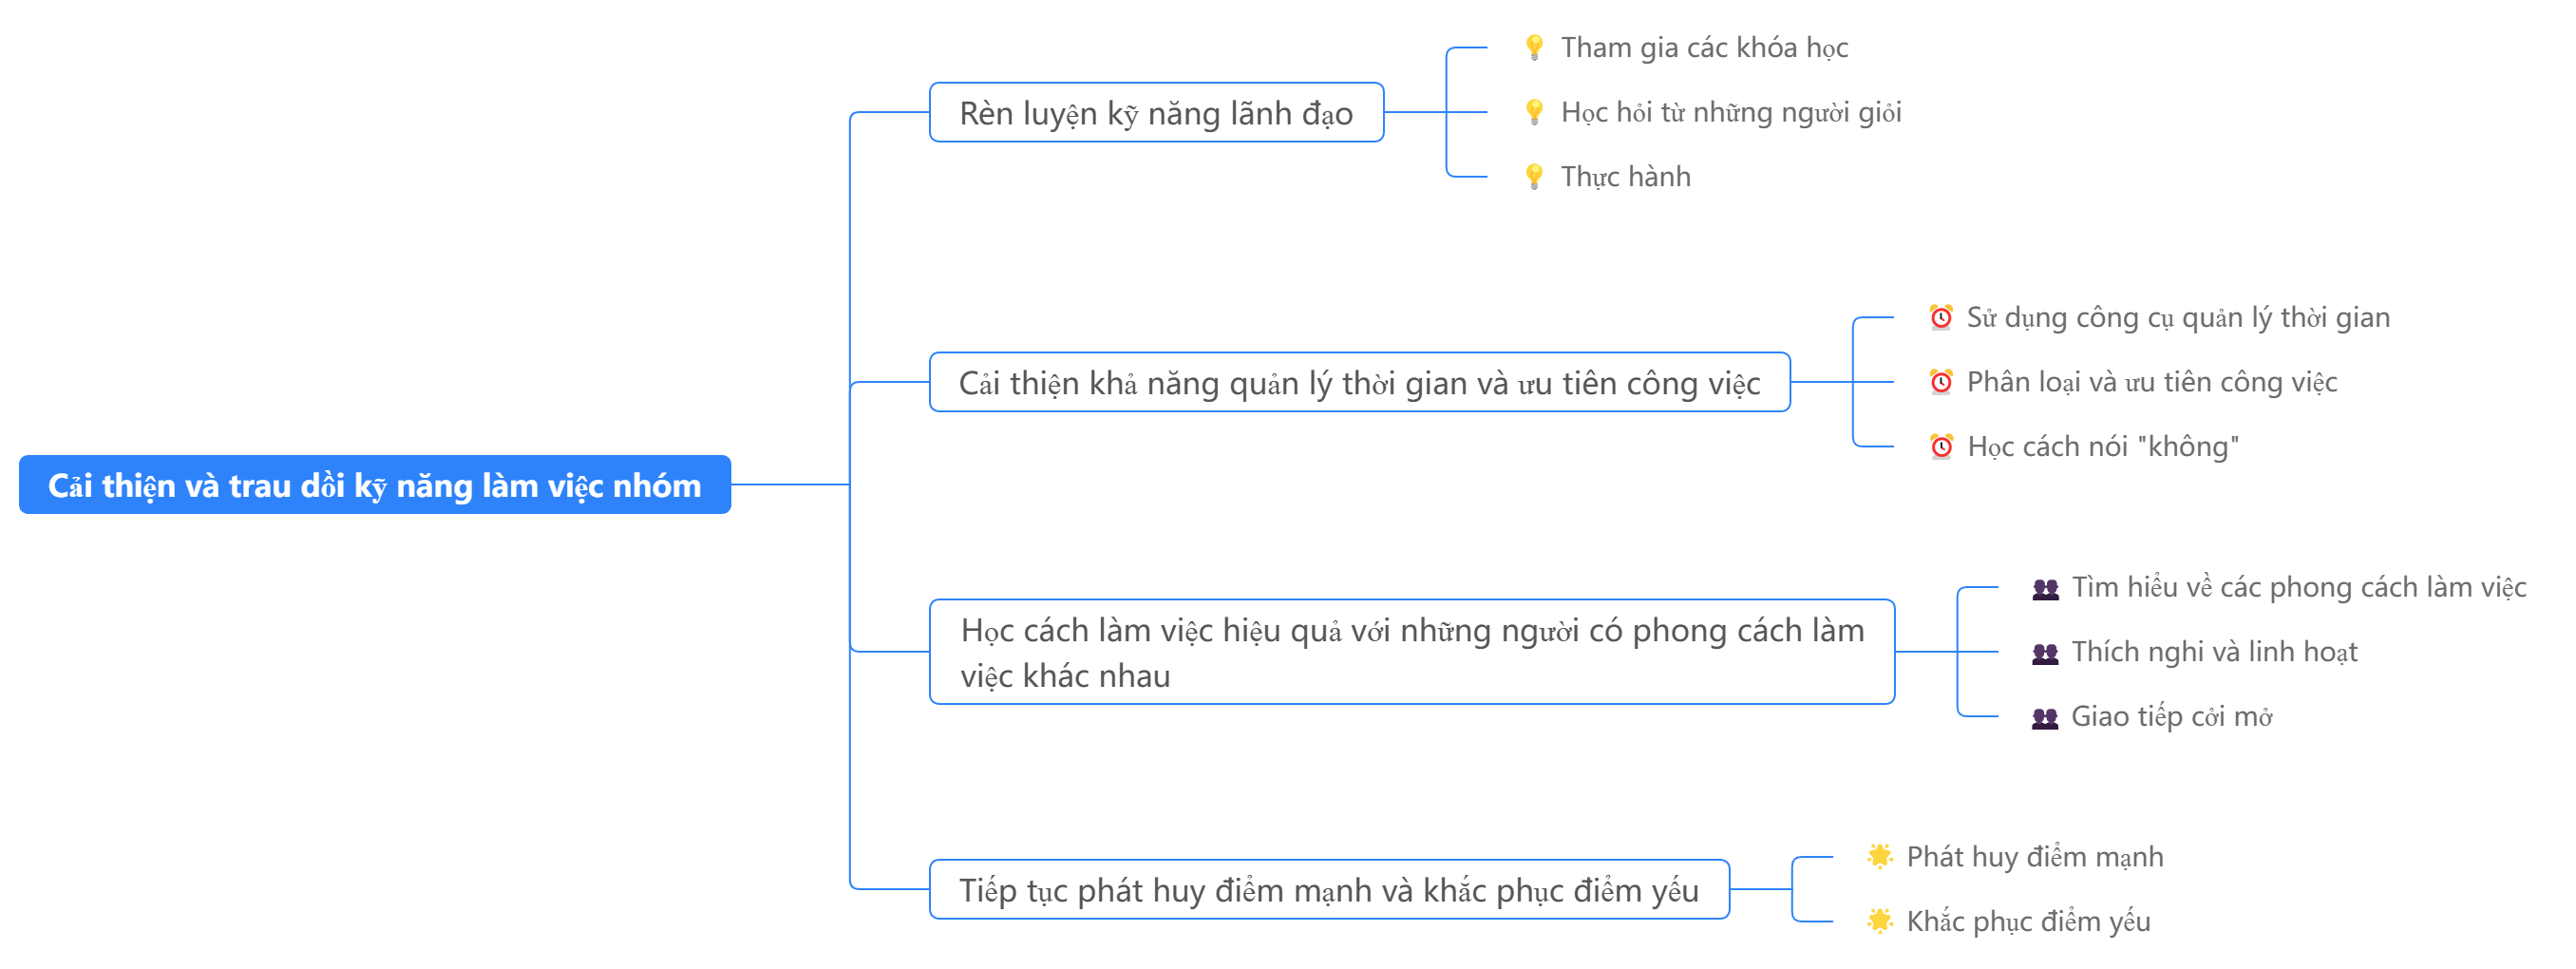 Cải thiện và trau dồi kỹ năng làm việc nhóm
Rèn luyện kỹ năng lãnh đạo
Tham gia các khóa học
Học hỏi từ những người giỏi
Thực hành
Cải thiện khả năng quản lý thời gian và ưu tiên công việc
Sử dụng công cụ quản lý thời gian
Phân loại và ưu tiên công việc
Học cách nói "không"
Học cách làm việc hiệu quả với những người có phong cách làm
việc khác nhau
Tìm hiểu về các phong cách làm việc
Thích nghi và linh hoạt
Giao tiếp cởi mở
Tiếp tục phát huy điểm mạnh và khắc phục điểm yếu
Phát huy điểm mạnh
Khắc phục điểm yếu